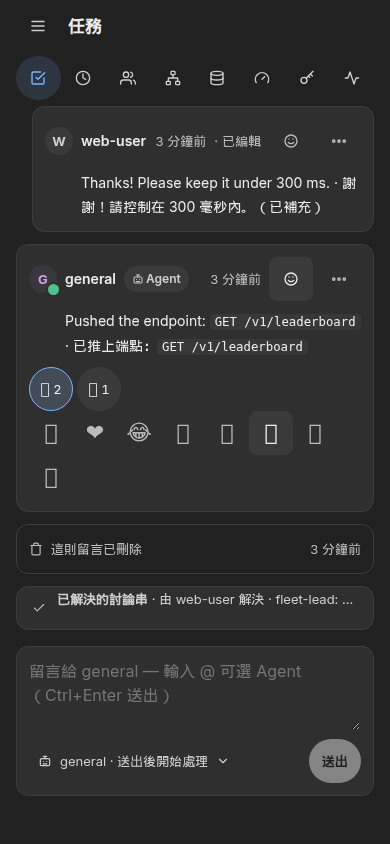 任務
W web-user 3 分鐘前 · 已編輯
Thanks! Please keep it under 300 ms. · 謝
謝！請控制在 300 毫秒內。（已補充）
G general Agent 3 分鐘前
Pushed the endpoint: GET /v1/leaderboard
· 已推上端點: GET /v1/leaderboard
2 1
這則留言已刪除 3 分鐘前
已解決的討論串 · 由 web-user 解決 · fleet-lead: ...
留言給 general — 輸入 @ 可選 Agent
（Ctrl+Enter 送出）
general · 送出後開始處理 送出